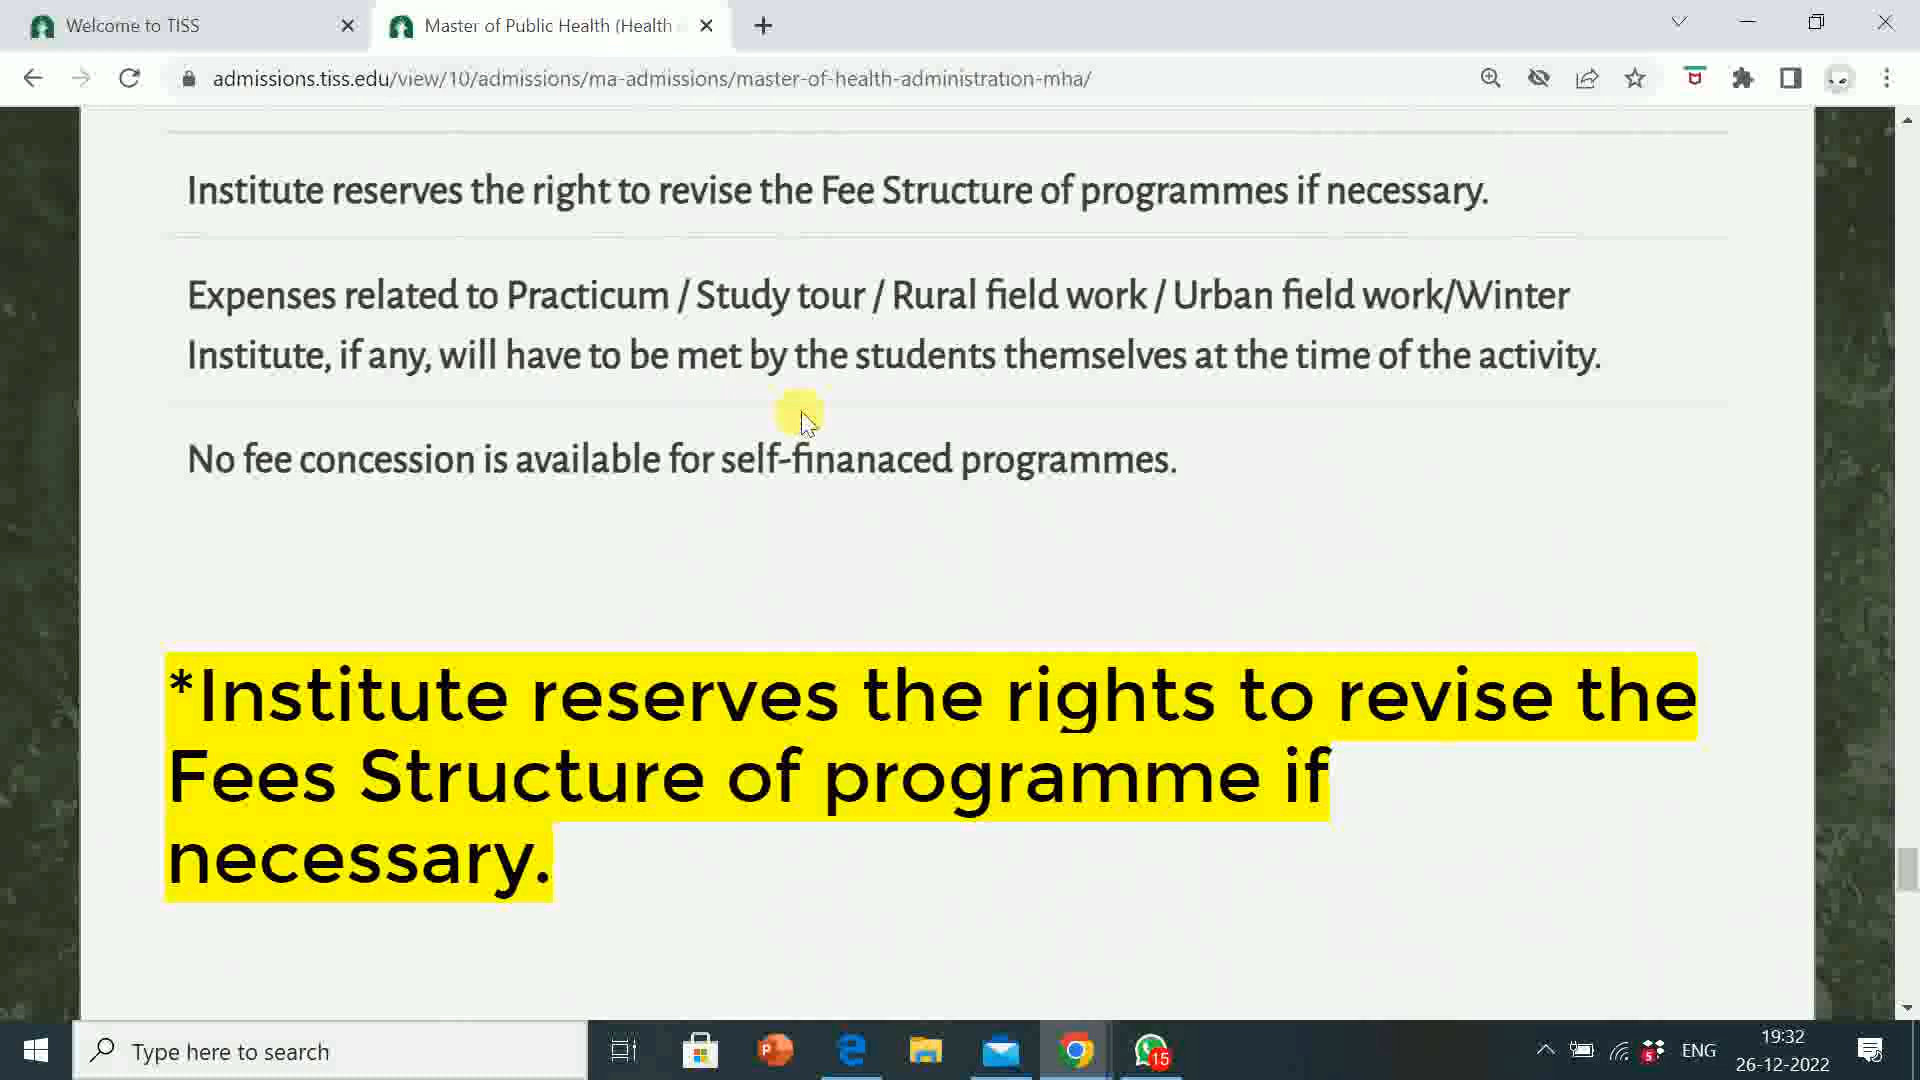 Welcome to TISS
Master of Public Health (Health
admissions.tiss.edu/view/10/admissions/ma-admissions/master-of-health-administration-mha/
Institute reserves the right to revise the Fee Structure of programmes if necessary.
Expenses related to Practicum / Study tour / Rural field work / Urban field work/Winter
Institute, if any, will have to be met by the students themselves at the time of the activity.
No fee concession is available for self-finanaced programmes.
*Institute reserves the rights to revise the
Fees Structure of programme if
necessary.
Type here to search
15
5
ENG
19:32
26-12-2022